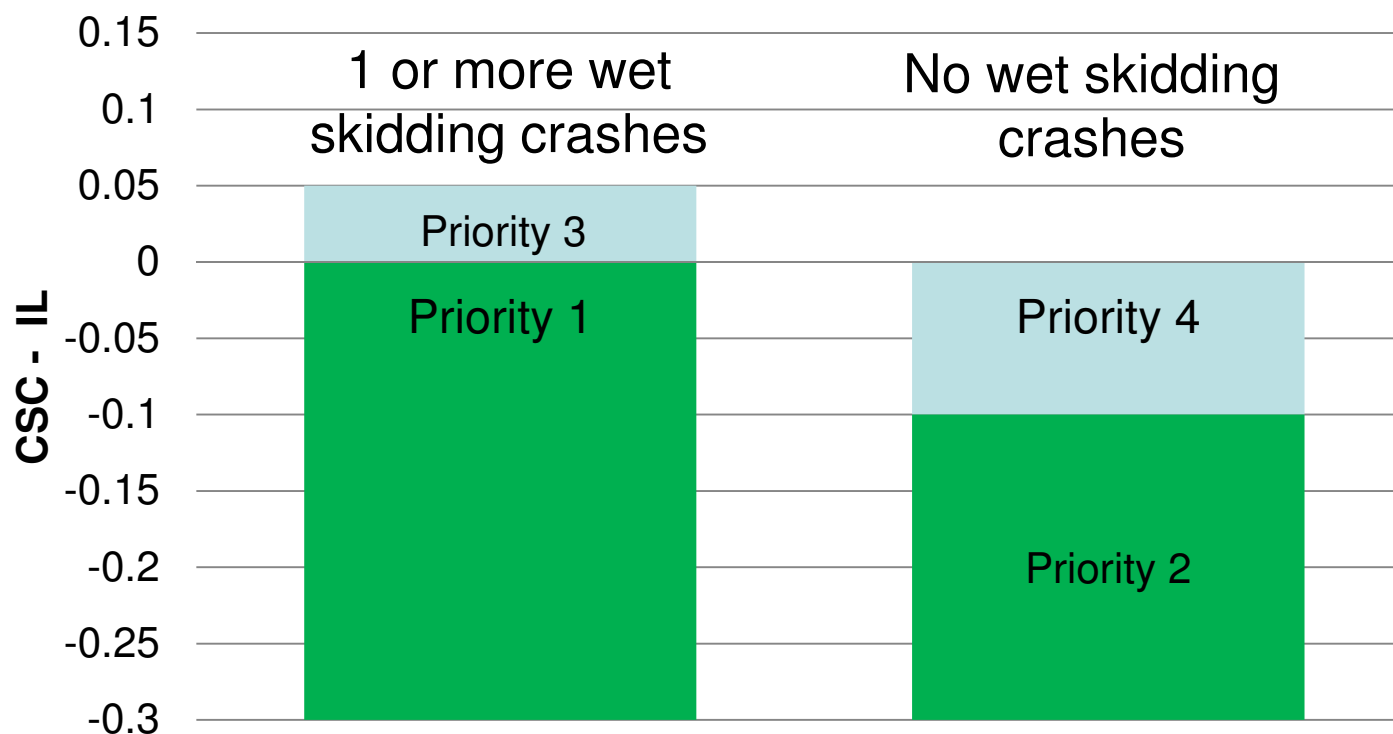 0.15
0.1
0.05
0
-0.05
-0.1
-0.15
-0.2
-0.25
-0.3
CSC - IL
1 or more wet
skidding crashes
No wet skidding
crashes
Priority 3
Priority 1
Priority 4
Priority 2